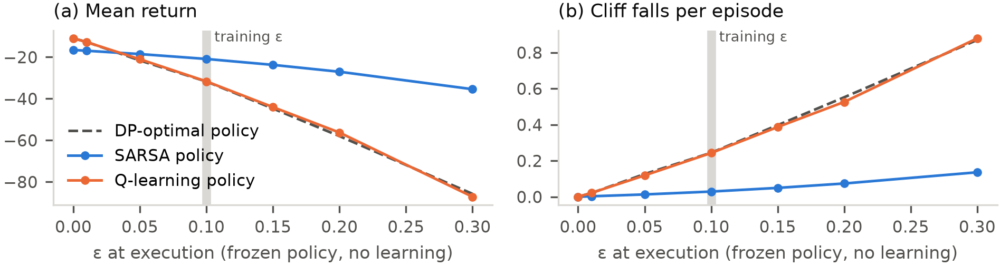 (a) Mean return
training ε
−20
−40
−60
−80
DP-optimal policy
SARSA policy
Q-learning policy
0.00 0.05 0.10 0.15 0.20 0.25 0.30
ε at execution (frozen policy, no learning)
(b) Cliff falls per episode
training ε
0.8
0.6
0.4
0.2
0.0
0.00 0.05 0.10 0.15 0.20 0.25 0.30
ε at execution (frozen policy, no learning)